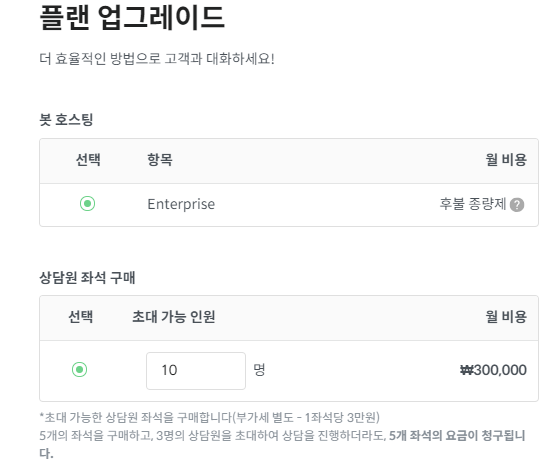 플랜 업그레이드
더 효율적인 방법으로 고객과 대화하세요!
봇 호스팅
선택 항목 월 비용
Enterprise 후불 종량제 ?
상담원 좌석 구매
선택 초대 가능 인원 월 비용
10 명 ₩300,000
*초대 가능한 상담원 좌석을 구매합니다(부가세 별도 - 1좌석당 3만원)
5개의 좌석을 구매하고, 3명의 상담원을 초대하여 상담을 진행하더라도, 5개 좌석의 요금이 청구됩니
다.